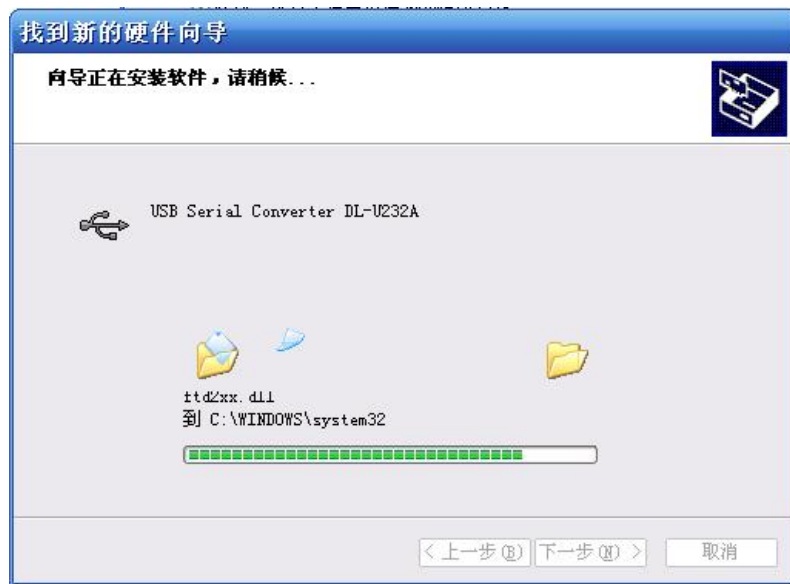 找到新的硬件向导
向导正在安装软件，请稍候...
USB Serial Converter DL-U232A
ftd2xx.dll
到 C:\WINDOWS\system32
< 上一步(B)
下一步(N) >
取消